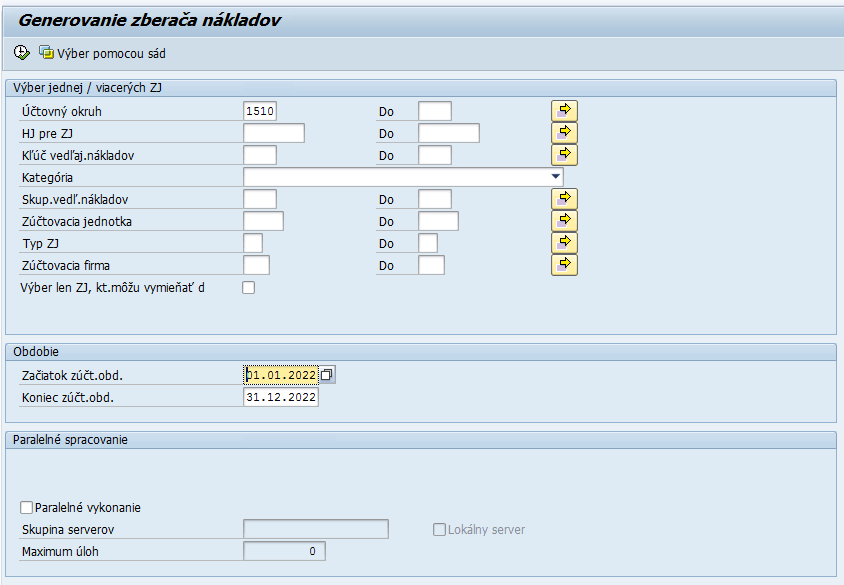 Generovanie zberača nákladov
Výber pomocou sád
Výber jednej / viacerých ZJ
Účtovný okruh 1510 Do
HJ pre ZJ Do
Kľúč vedľaj.nákladov Do
Kategória
Skup.vedľ.nákladov Do
Zúčtovacia jednotka Do
Typ ZJ Do
Zúčtovacia firma Do
Výber len ZJ, kt.môžu vymieňať d
Obdobie
Začiatok zúčt.obd. 01.01.2022
Koniec zúčt.obd. 31.12.2022
Paralelné spracovanie
Paralelné vykonanie
Skupina serverov Lokálny server
Maximum úloh 0